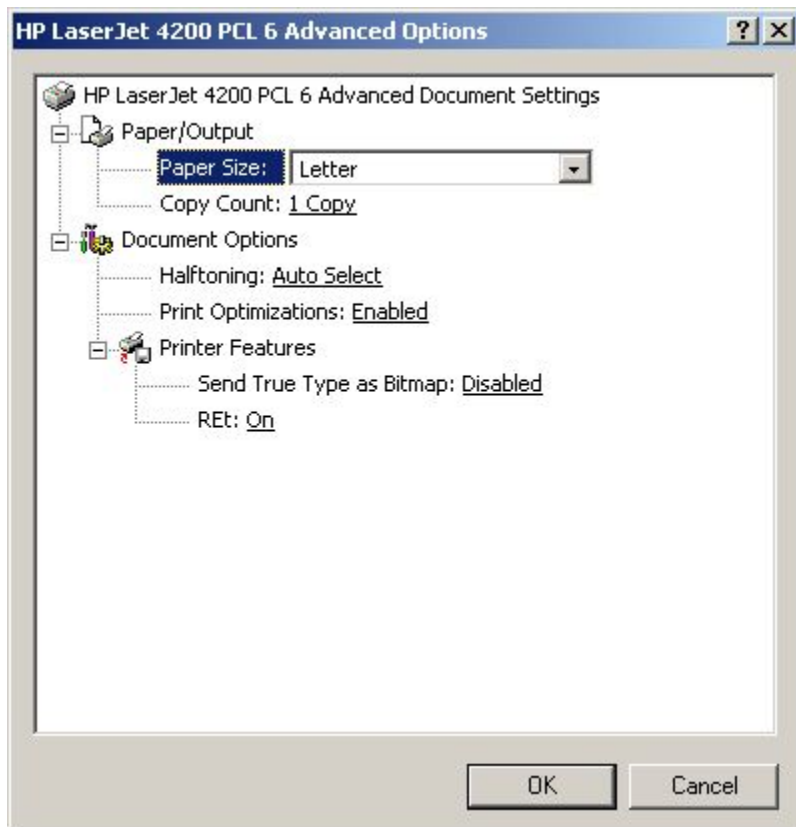 HP LaserJet 4200 PCL 6 Advanced Options
HP LaserJet 4200 PCL 6 Advanced Document Settings
Paper/Output
Paper Size: Letter
Copy Count: 1 Copy
Document Options
Halftoning: Auto Select
Print Optimizations: Enabled
Printer Features
Send True Type as Bitmap: Disabled
REt: On
OK Cancel